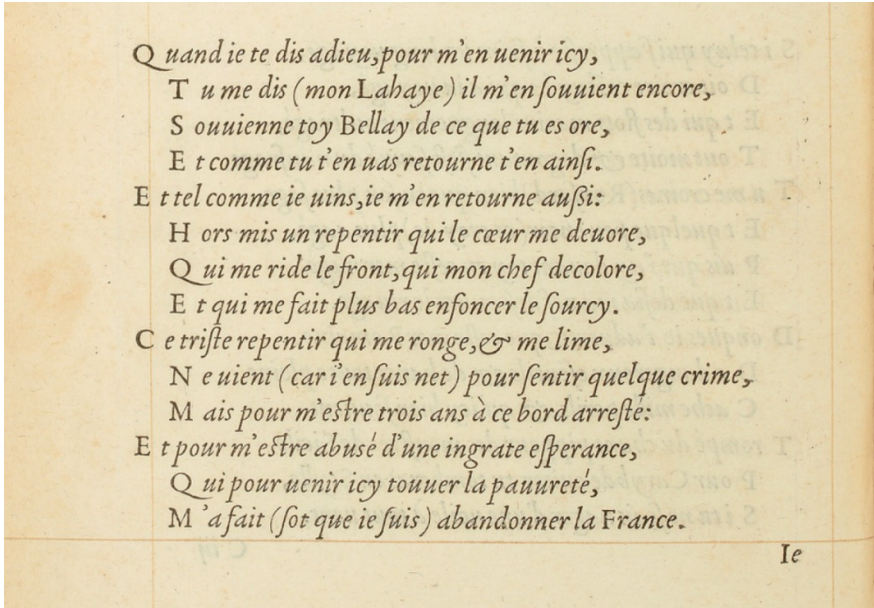 Quand ie te dis adieu, pour m'en uenir icy,
Tu me dis (mon Lahaye) il m'en ſouuient encore,
Souuienne toy Bellay de ce que tu es ore,
Et comme tu t'en uas retourne t'en ainſi.
Et tel comme ie uins, ie m'en retourne außi:
Hors mis un repentir qui le cœur me deuore,
Qui me ride le front, qui mon chef decolore,
Et qui me fait plus bas enfoncer le ſourcy.
Ce triſte repentir qui me ronge, & me lime,
Ne uient (car i'en ſuis net) pour ſentir quelque crime,
Mais pour m'eſtre trois ans à ce bord arreſté:
Et pour m'eſtre abusé d'une ingrate eſperance,
Qui pour uenir icy touuer la pauureté,
M'a fait (ſot que ie ſuis) abandonner la France.
Ie